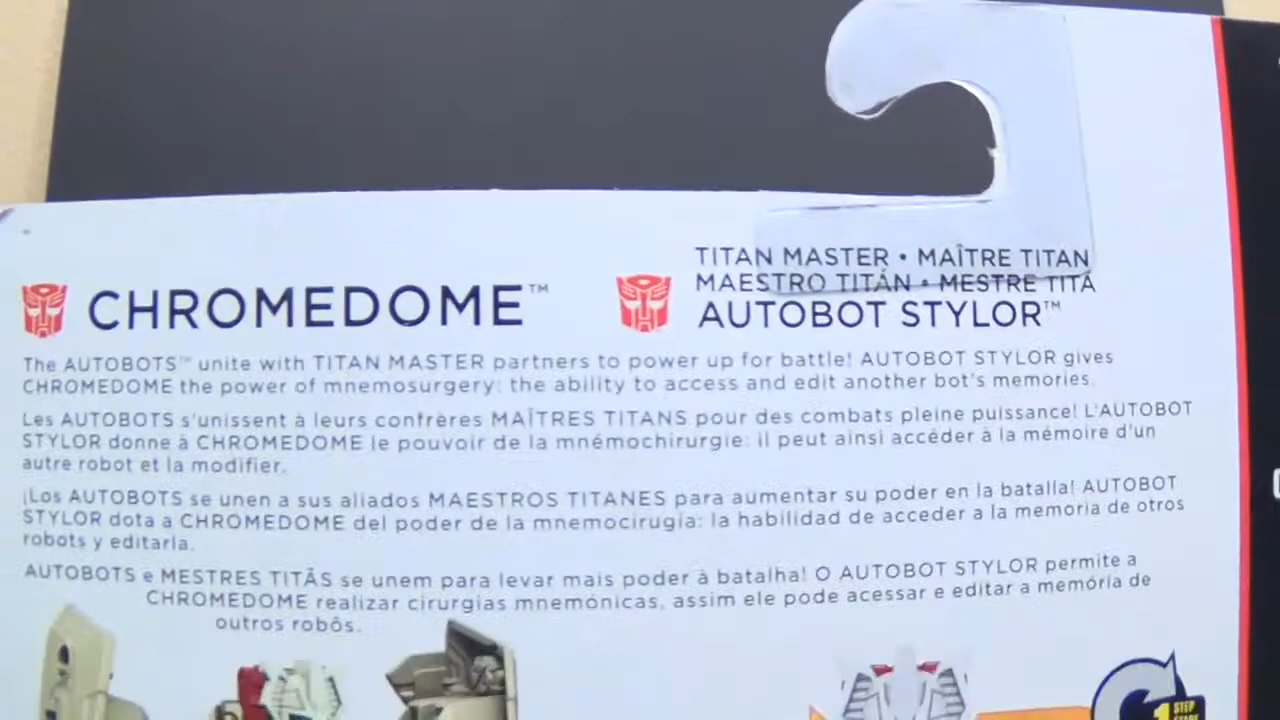 TITAN MASTER • MAÎTRE TITAN
MAESTRO TITÁN • MESTRE TITÃ
CHROMEDOME™
AUTOBOT STYLOR™
The AUTOBOTS™ unite with TITAN MASTER partners to power up for battle! AUTOBOT STYLOR gives
CHROMEDOME the power of mnemosurgery: the ability to access and edit another bot's memories.
Les AUTOBOTS s'unissent à leurs confrères MAÎTRES TITANS pour des combats pleine puissance! L'AUTOBOT
STYLOR donne à CHROMEDOME le pouvoir de la mnémochirurgie: il peut ainsi accéder à la mémoire d'un
autre robot et la modifier.
¡Los AUTOBOTS se unen a sus aliados MAESTROS TITANES para aumentar su poder en la batalla! AUTOBOT
STYLOR dota a CHROMEDOME del poder de la mnemocirugía: la habilidad de acceder a la memoria de otros
robots y editarla.
AUTOBOTS e MESTRES TITÃS se unem para levar mais poder à batalha! O AUTOBOT STYLOR permite a
CHROMEDOME realizar cirurgias mnemónicas, assim ele pode acessar e editar a memória de
outros robôs.
1 STEP